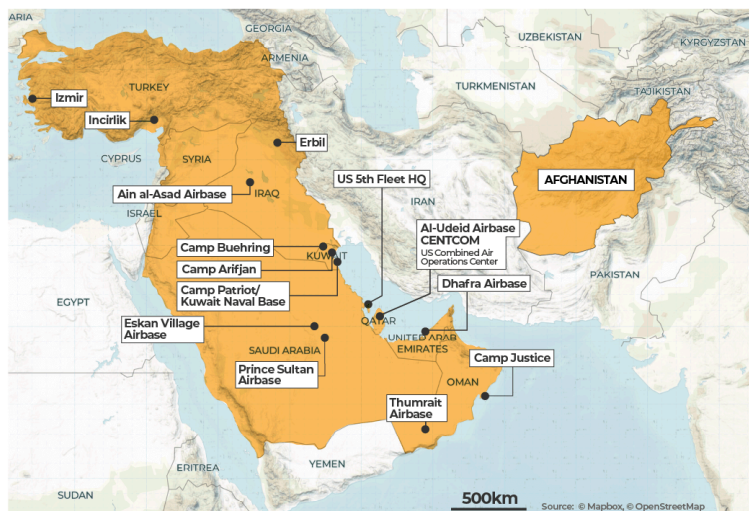 ARIA
GEORGIA
UZBEKISTAN
KYRGYZSTAN
ARMENIA
TURKMENISTAN
TAJIKISTAN
TURKEY
Izmir
Incirlik
Erbil
CYPRUS
SYRIA
US 5th Fleet HQ
AFGHANISTAN
Ain al-Asad Airbase
IRAQ
IRAN
ISRAEL
Al-Udeid Airbase
CENTCOM
US Combined Air
Operations Center
Camp Buehring
KUWAIT
Camp Arifjan
PAKISTAN
Camp Patriot/
Kuwait Naval Base
Dhafra Airbase
EGYPT
QATAR
Eskan Village
Airbase
UNITED ARAB
EMIRATES
SAUDI ARABIA
Camp Justice
Prince Sultan
Airbase
OMAN
Thumrait
Airbase
YEMEN
ERITREA
SUDAN
500km
Source: © Mapbox, © OpenStreetMap